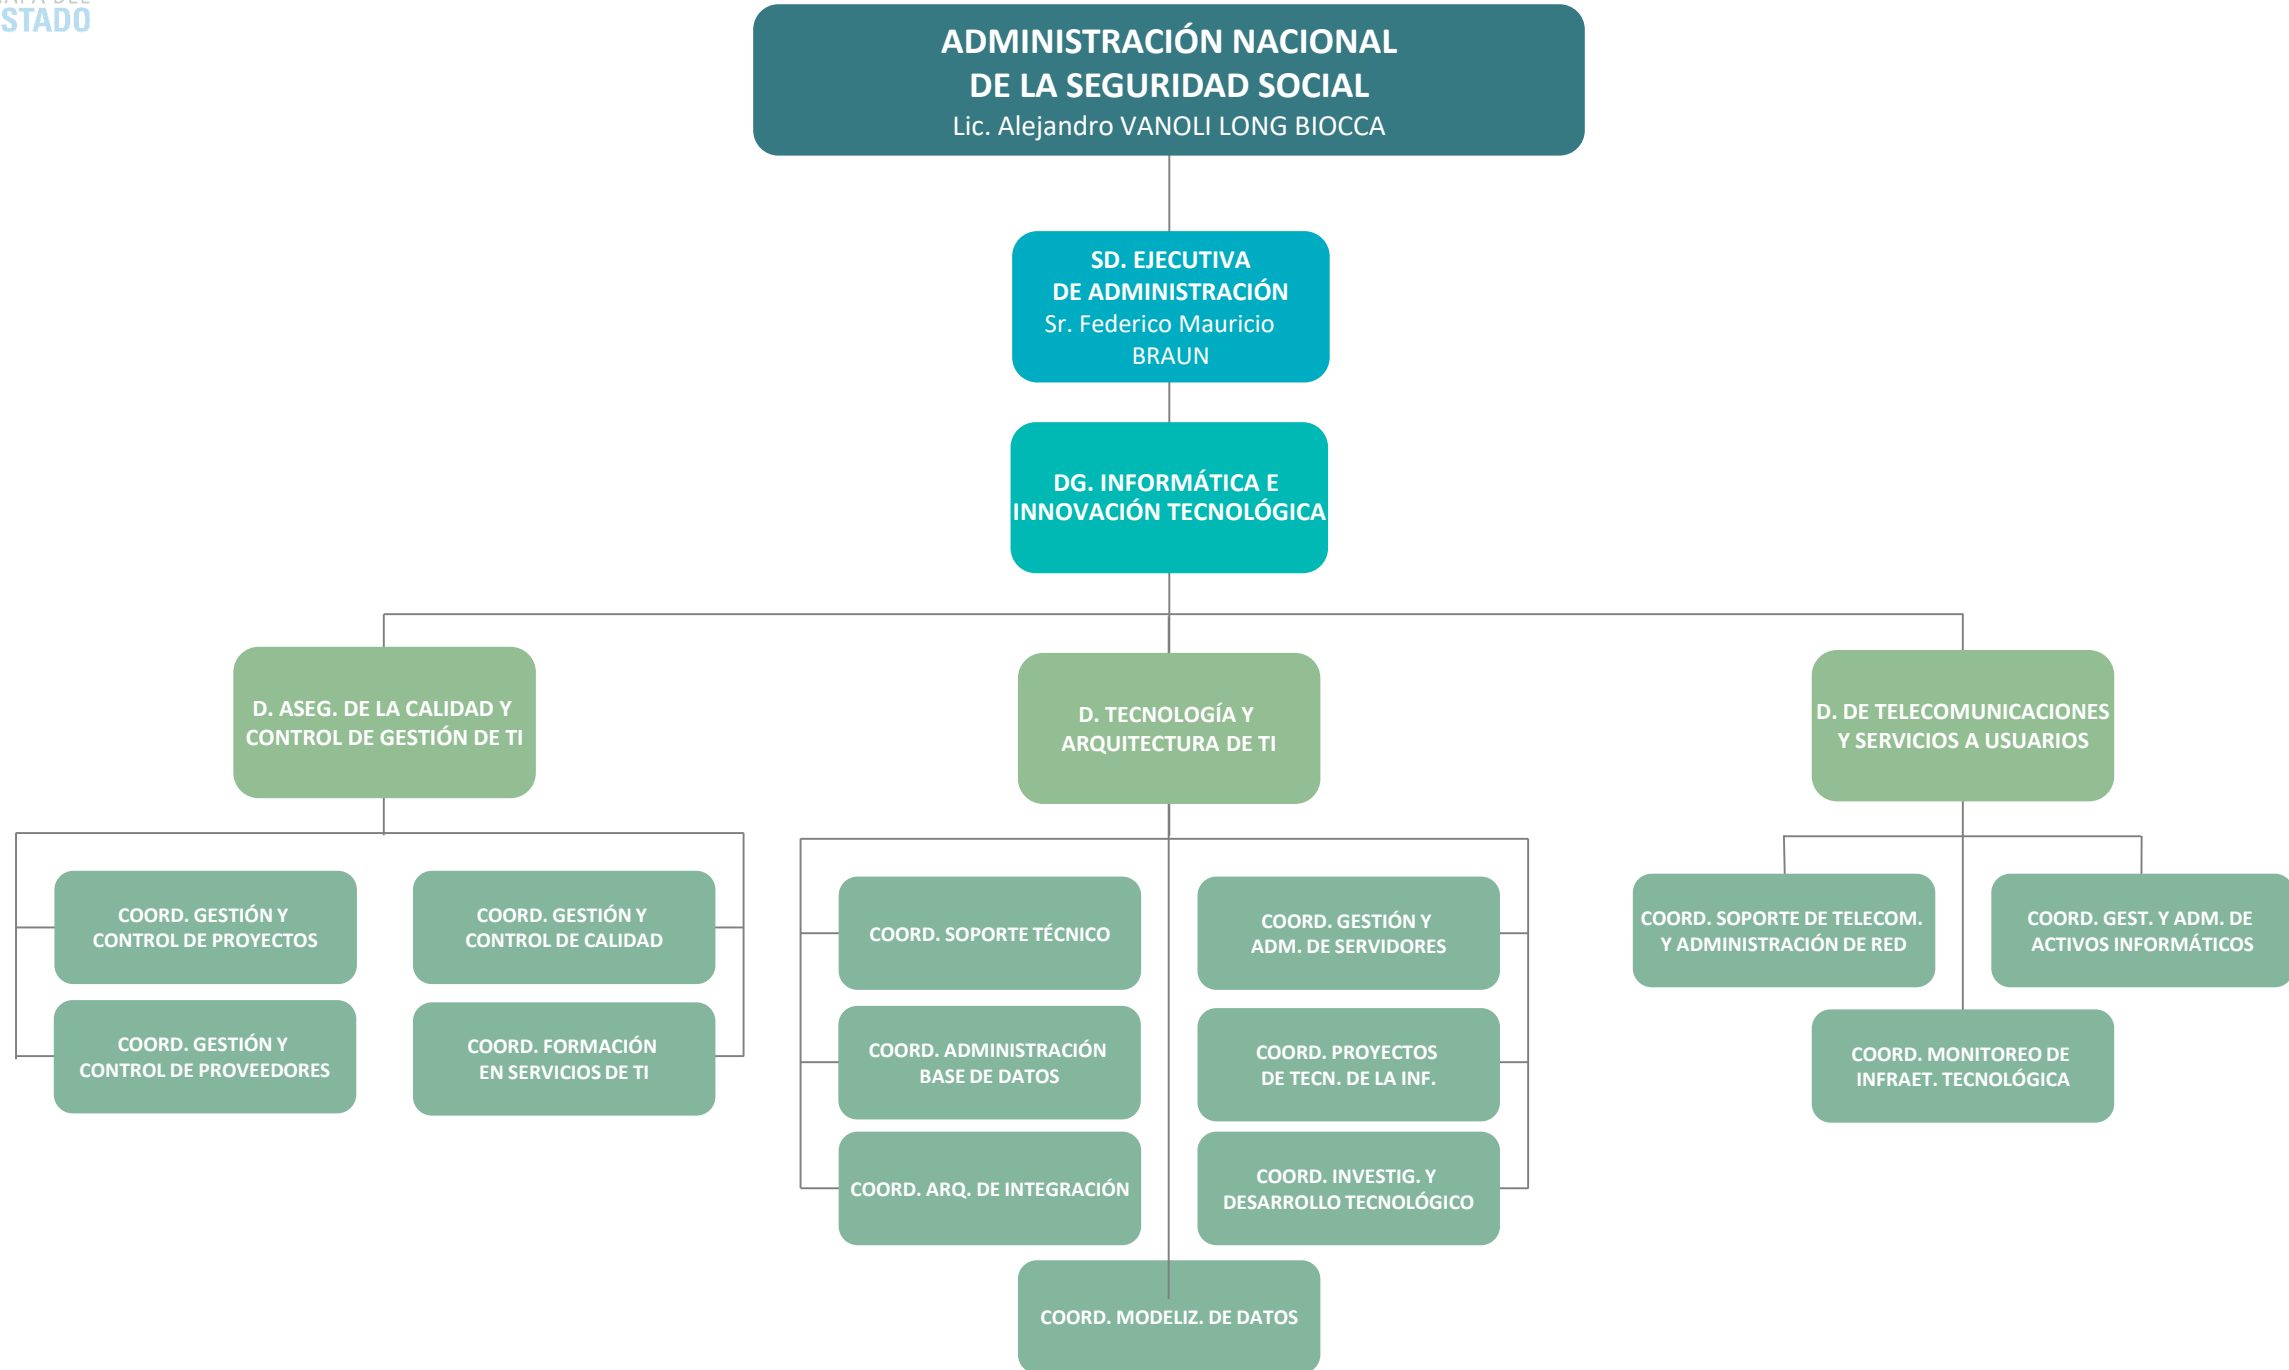 STADO
ADMINISTRACIÓN NACIONAL
DE LA SEGURIDAD SOCIAL
Lic. Alejandro VANOLI LONG BIOCCA
SD. EJECUTIVA
DE ADMINISTRACIÓN
Sr. Federico Mauricio
BRAUN
DG. INFORMÁTICA E
INNOVACIÓN TECNOLÓGICA
D. ASEG. DE LA CALIDAD Y
CONTROL DE GESTIÓN DE TI
D. TECNOLOGÍA Y
ARQUITECTURA DE TI
D. DE TELECOMUNICACIONES
Y SERVICIOS A USUARIOS
COORD. GESTIÓN Y
CONTROL DE PROYECTOS
COORD. GESTIÓN Y
CONTROL DE CALIDAD
COORD. GESTIÓN Y
CONTROL DE PROVEEDORES
COORD. FORMACIÓN
EN SERVICIOS DE TI
COORD. SOPORTE TÉCNICO
COORD. GESTIÓN Y
ADM. DE SERVIDORES
COORD. ADMINISTRACIÓN
BASE DE DATOS
COORD. PROYECTOS
DE TECN. DE LA INF.
COORD. ARQ. DE INTEGRACIÓN
COORD. INVESTIG. Y
DESARROLLO TECNOLÓGICO
COORD. MODELIZ. DE DATOS
COORD. SOPORTE DE TELECOM.
Y ADMINISTRACIÓN DE RED
COORD. GEST. Y ADM. DE
ACTIVOS INFORMÁTICOS
COORD. MONITOREO DE
INFRAET. TECNOLÓGICA